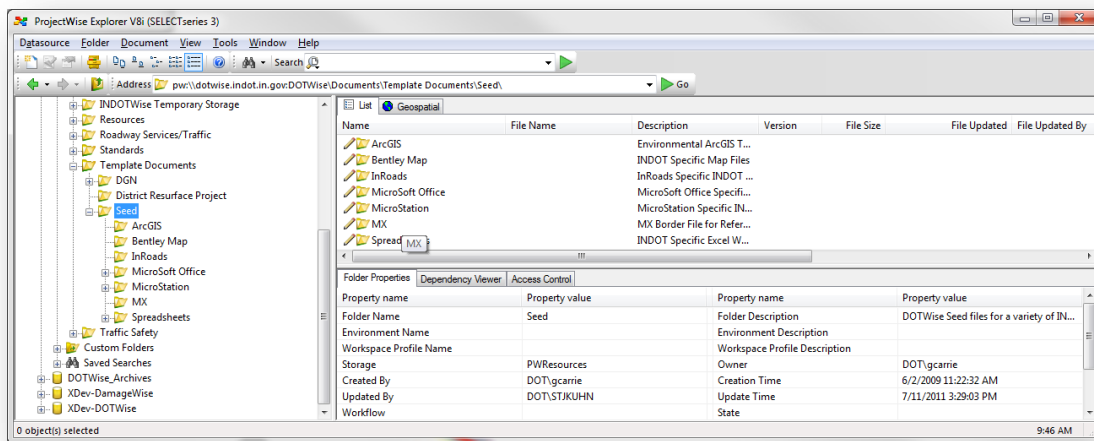 ProjectWise Explorer V8i (SELECTseries 3)
Datasource Folder Document View Tools Window Help
Search
Address pw:\\dotwise.indot.in.gov:DOTWise\Documents\Template Documents\Seed\ Go
INDOTWise Temporary Storage
Resources
Roadway Services/Traffic
Standards
Template Documents
DGN
District Resurface Project
Seed
ArcGIS
Bentley Map
InRoads
MicroSoft Office
MicroStation
MX
Spreadsheets
Traffic Safety
Custom Folders
Saved Searches
DOTWise_Archives
XDev-DamageWise
XDev-DOTWise
List Geospatial
Name File Name Description Version File Size File Updated File Updated By
ArcGIS Environmental ArcGIS T...
Bentley Map INDOT Specific Map Files
InRoads InRoads Specific INDOT ...
MicroSoft Office MicroSoft Office Specifi...
MicroStation MicroStation Specific IN...
MX MX Border File for Refer...
Spread s INDOT Specific Excel W...
MX
Folder Properties Dependency Viewer Access Control
Property name Property value Property name Property value
Folder Name Seed Folder Description DOTWise Seed files for a variety of IN...
Environment Name Environment Description
Workspace Profile Name Workspace Profile Description
Storage PWResources Owner DOT\gcarrie
Created By DOT\gcarrie Creation Time 6/2/2009 11:22:32 AM
Updated By DOT\STJKUHN Update Time 7/11/2011 3:29:03 PM
Workflow State
0 object(s) selected 9:46 AM